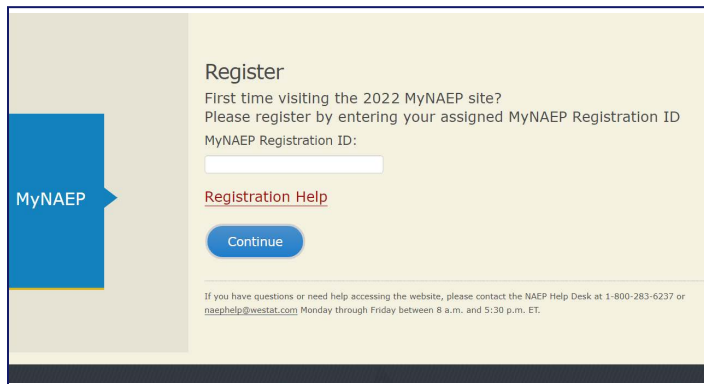 Register
First time visiting the 2022 MyNAEP site?
Please register by entering your assigned MyNAEP Registration ID
MyNAEP Registration ID:
MyNAEP
Registration Help
Continue
If you have questions or need help accessing the website, please contact the NAEP Help Desk at 1-800-283-6237 or
naephelp@westat.com Monday through Friday between 8 a.m. and 5:30 p.m. ET.